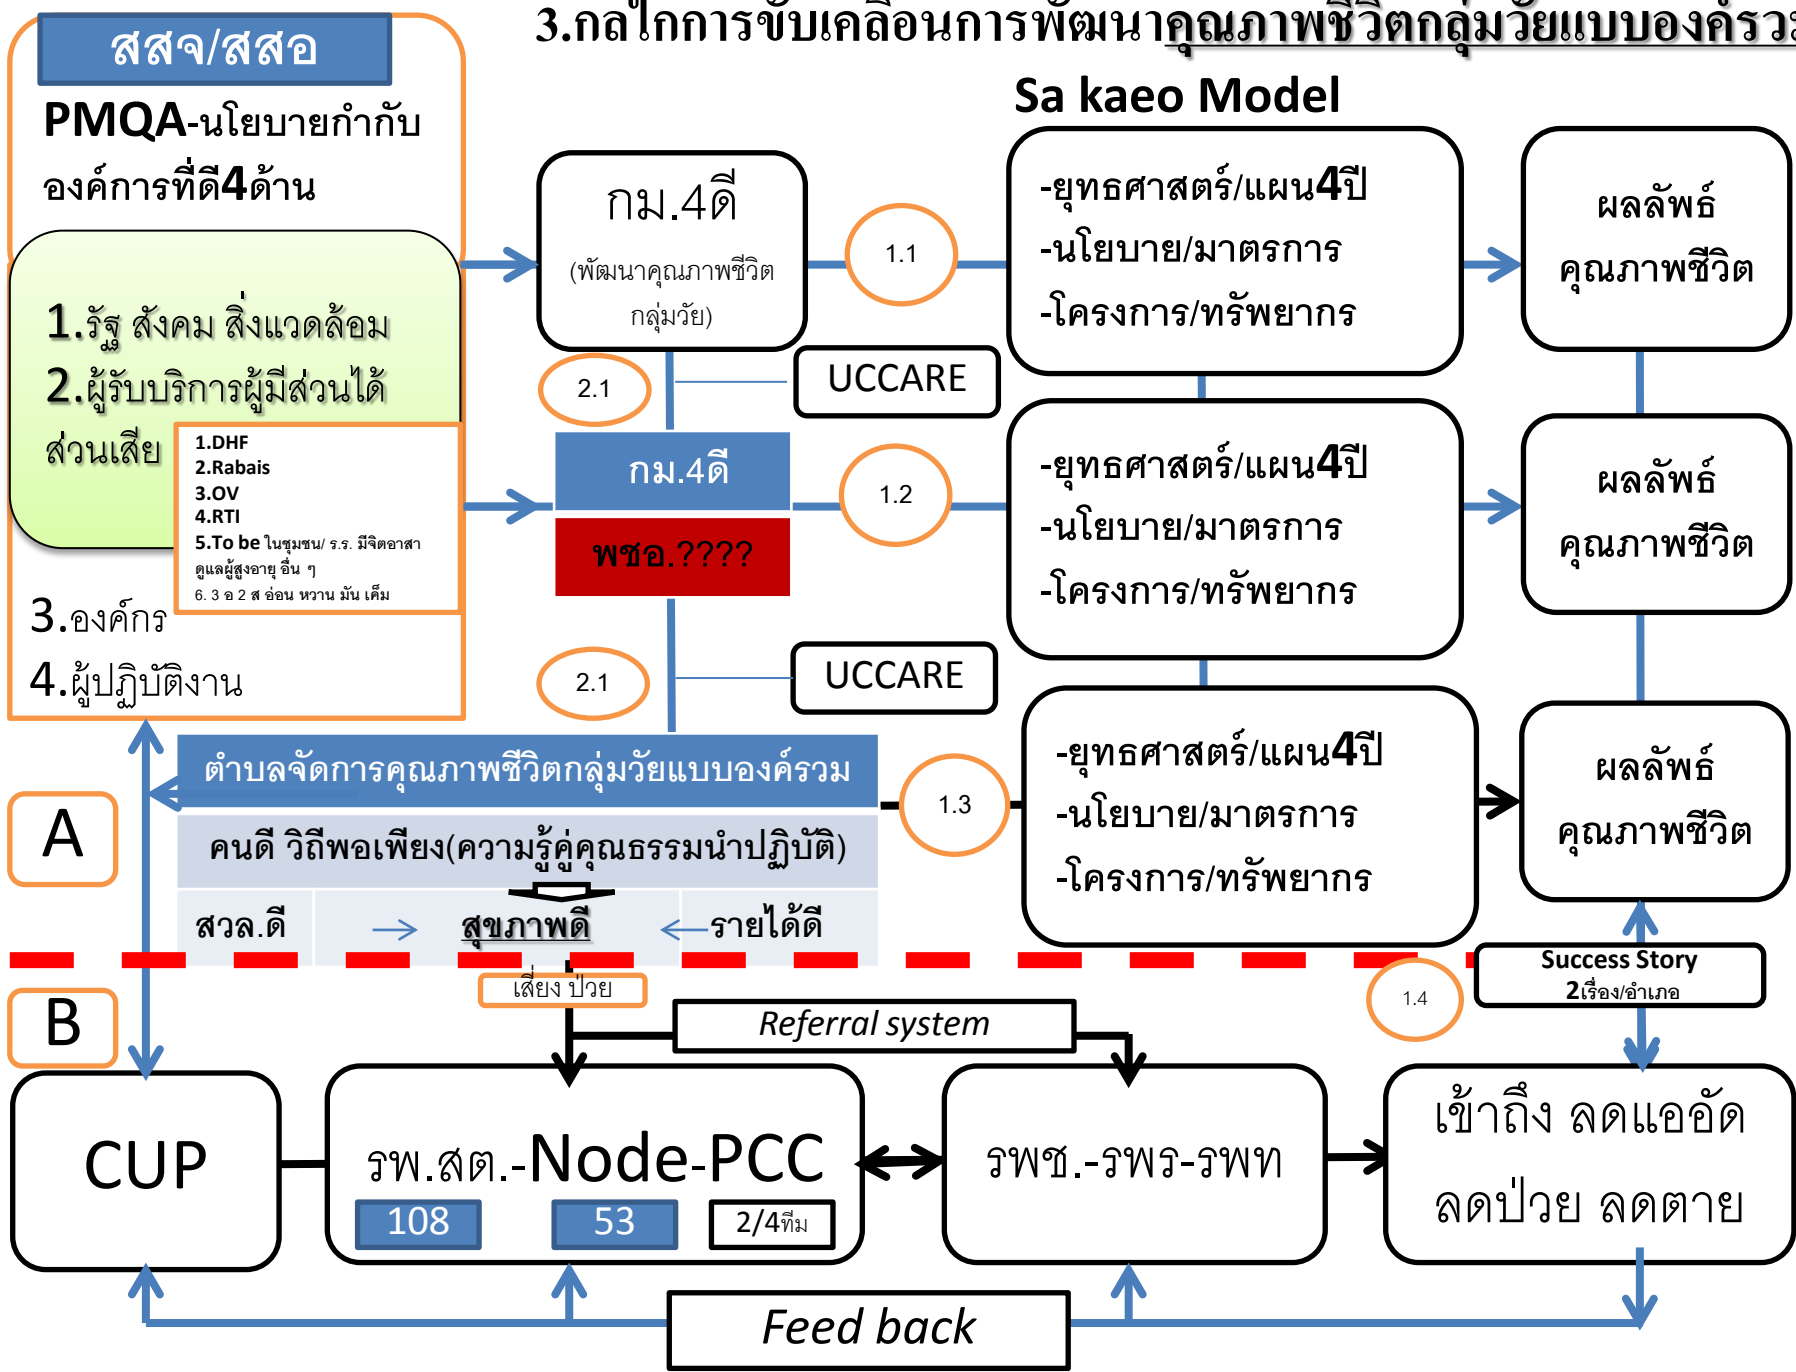 3.กลไกการขับเคลื่อนการพัฒนาคุณภาพชีวิตกลุ่มวัยแบบองค์รวม
Sa kaeo Model
สสจ/สสอ
PMQA-นโยบายกำกับ
องค์การที่ดี4ด้าน
1.รัฐ สังคม สิ่งแวดล้อม
2.ผู้รับบริการผู้มีส่วนได้
ส่วนเสีย
1.DHF
2.Rabais
3.OV
4.RTI
5.To be ในชุมชน/ ร.ร. มีจิตอาสา
ดูแลผู้สูงอายุ อื่น ๆ
6. 3 อ 2 ส อ่อน หวาน มัน เค็ม
3.องค์กร
4.ผู้ปฏิบัติงาน
กม.4ดี
(พัฒนาคุณภาพชีวิต
กลุ่มวัย)
1.1
-ยุทธศาสตร์/แผน4ปี
-นโยบาย/มาตรการ
-โครงการ/ทรัพยากร
ผลลัพธ์
คุณภาพชีวิต
2.1
UCCARE
กม.4ดี
พชอ.????
1.2
-ยุทธศาสตร์/แผน4ปี
-นโยบาย/มาตรการ
-โครงการ/ทรัพยากร
ผลลัพธ์
คุณภาพชีวิต
2.1
UCCARE
A
ตำบลจัดการคุณภาพชีวิตกลุ่มวัยแบบองค์รวม
คนดี วิถีพอเพียง(ความรู้คู่คุณธรรมนำปฏิบัติ)
สวล.ดี
สุขภาพดี
รายได้ดี
1.3
-ยุทธศาสตร์/แผน4ปี
-นโยบาย/มาตรการ
-โครงการ/ทรัพยากร
ผลลัพธ์
คุณภาพชีวิต
B
เสี่ยง ป่วย
Referral system
1.4
Success Story
2เรื่อง/อำเภอ
CUP
รพ.สต.-Node-PCC
108
53
2/4ทีม
รพช.-รพร-รพท
เข้าถึง ลดแออัด
ลดป่วย ลดตาย
Feed back